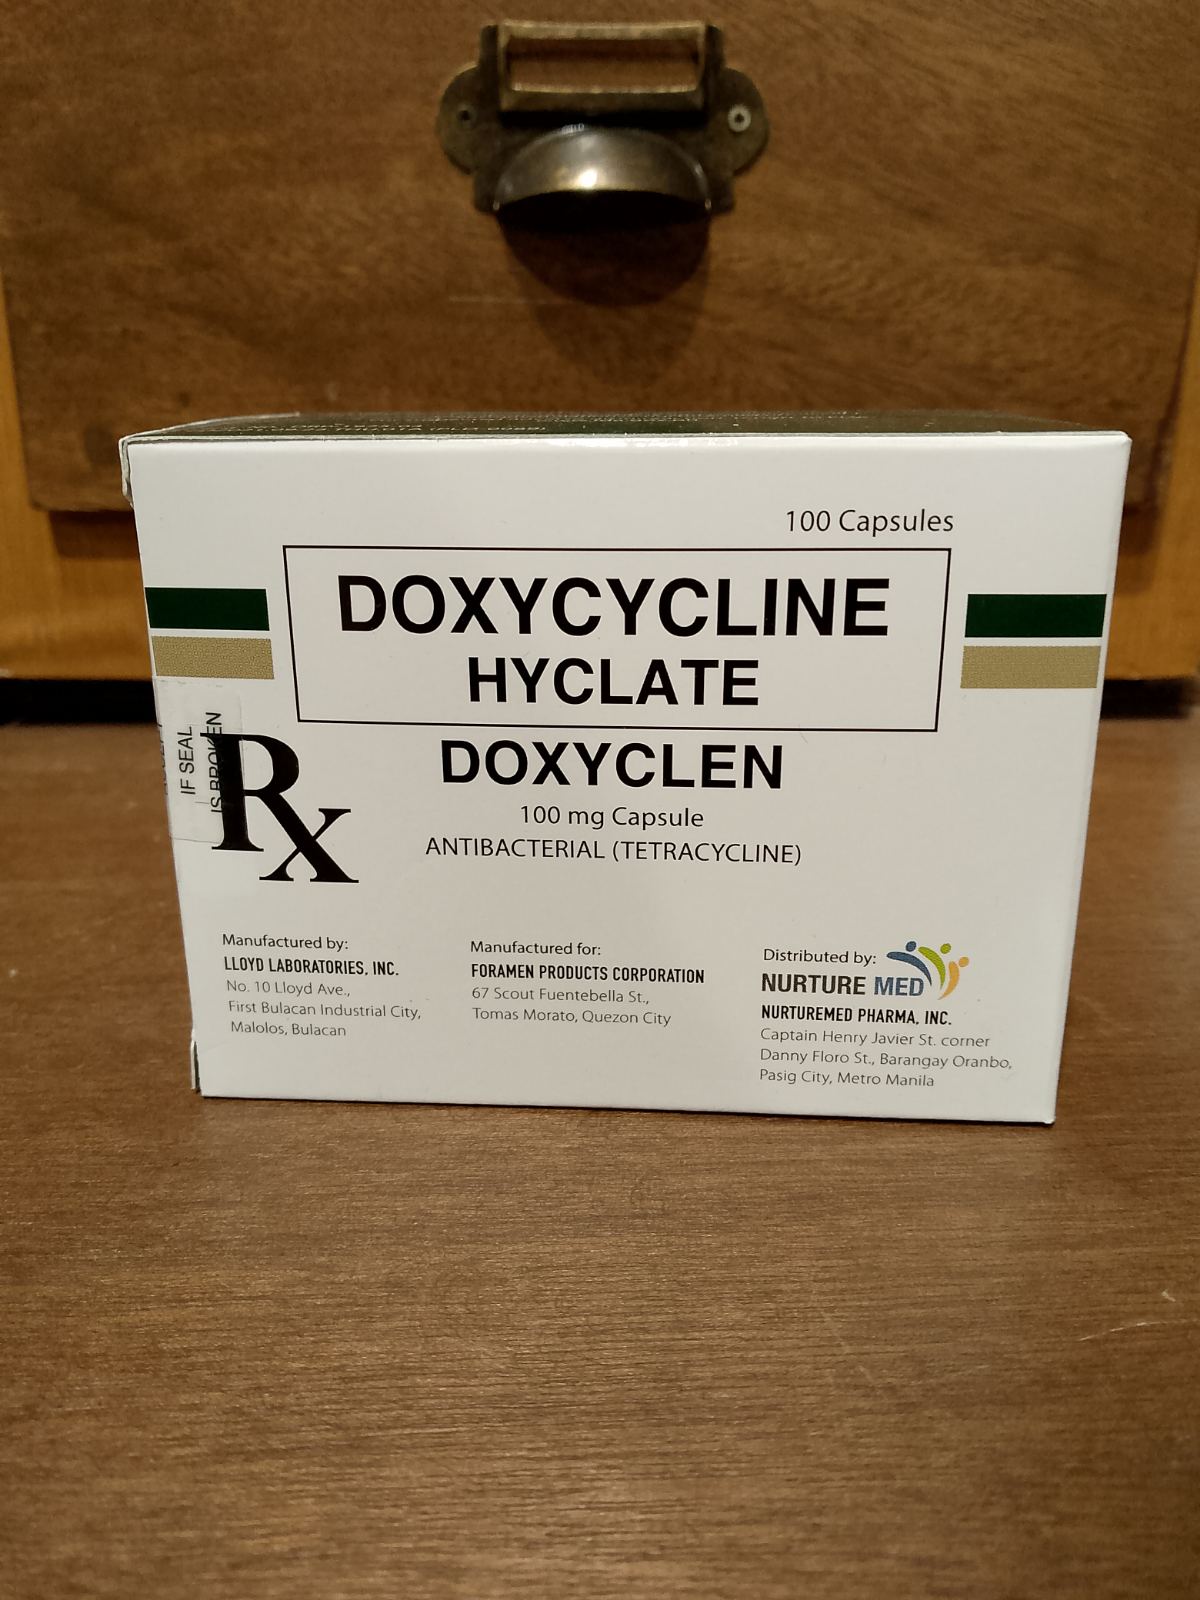 100 Capsules
DOXYCYCLINE
HYCLATE
DOXYCLEN
100 mg Capsule
ANTIBACTERIAL (TETRACYCLINE)
Rx
IF SEAL
IS BROKEN
Manufactured by:
LLOYD LABORATORIES, INC.
No. 10 Lloyd Ave.,
First Bulacan Industrial City,
Malolos, Bulacan
Manufactured for:
FORAMEN PRODUCTS CORPORATION
67 Scout Fuentebella St.,
Tomas Morato, Quezon City
Distributed by:
NURTURE MED
NURTUREMED PHARMA, INC.
Captain Henry Javier St. corner
Danny Floro St., Barangay Oranbo,
Pasig City, Metro Manila